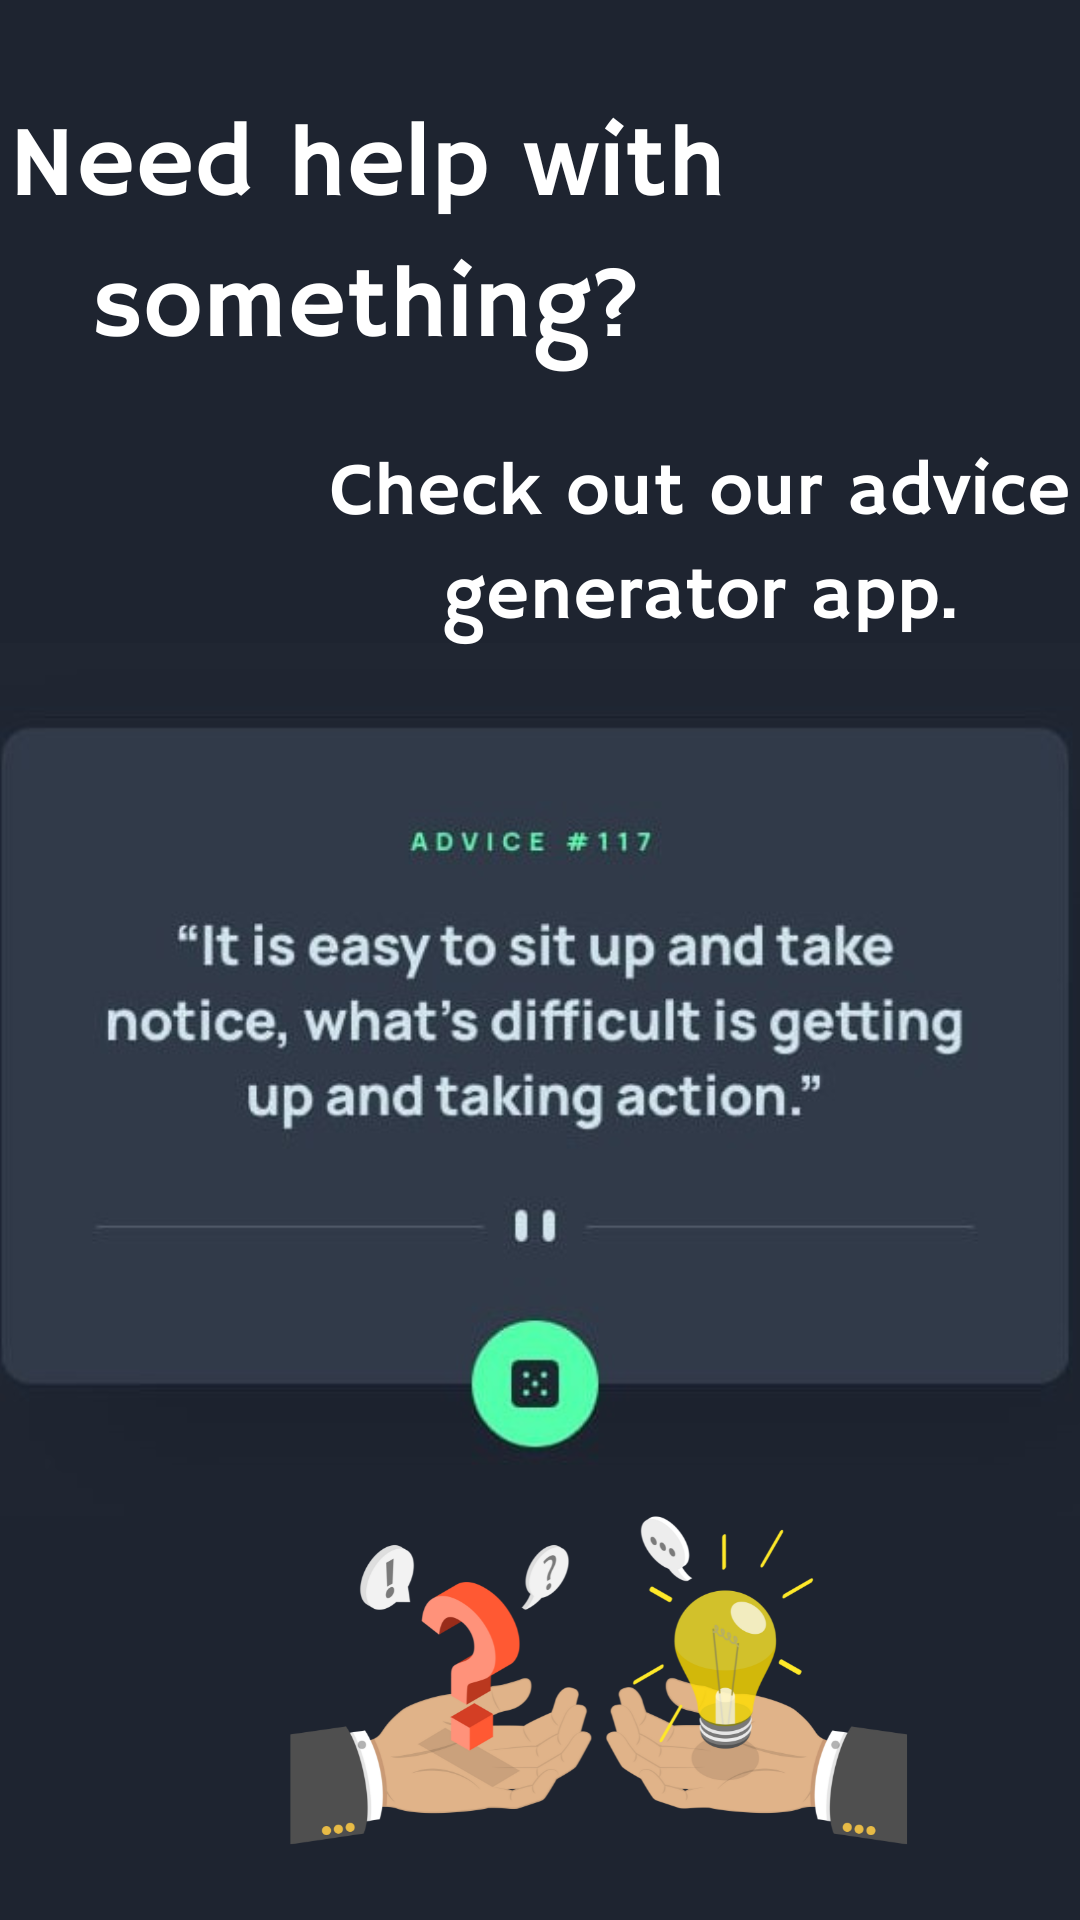 Need help with
something?
Check out our advice
generator app.
ADVICE #117
“It is easy to sit up and take
notice, what’s difficult is getting
up and taking action.”
! ? ...
?